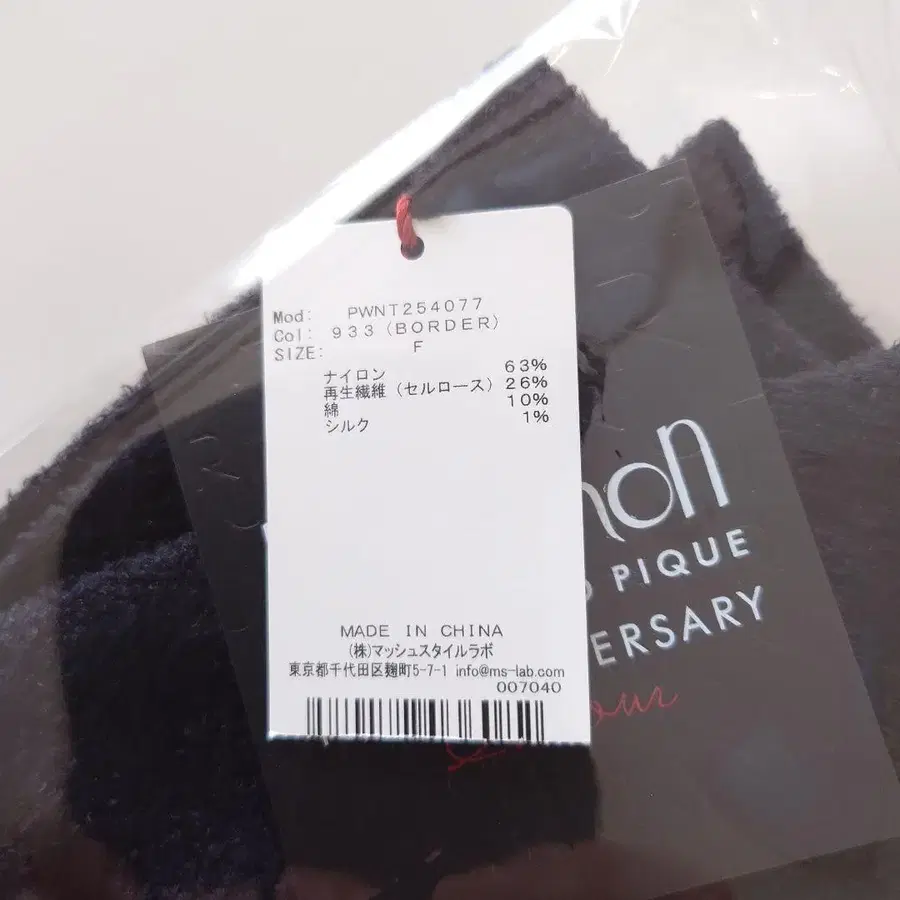 Mod: PWNT254077
Col: 933(BORDER)
SIZE: F
ナイロン 63%
再生繊維(セルロース) 26%
綿 10%
シルク 1%
MADE IN CHINA
(株)マッシュスタイルラボ
東京都千代田区麹町5-7-1 info@ms-lab.com
007040
PIQUE